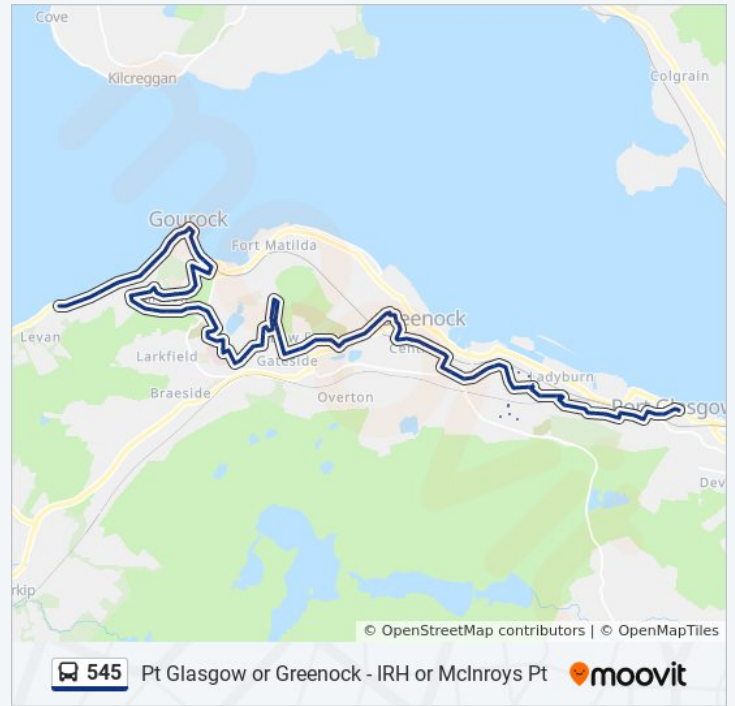 Cove
Kilcreggan
Colgrain
Gourock
Fort Matilda
Levan
Larkfield
Gateside
Braeside
Overton
Greenock
Ladyburn
Port Glasgow
moovit
© OpenStreetMap contributors | © OpenMapTiles
545 Pt Glasgow or Greenock - IRH or McInroys Pt moovit